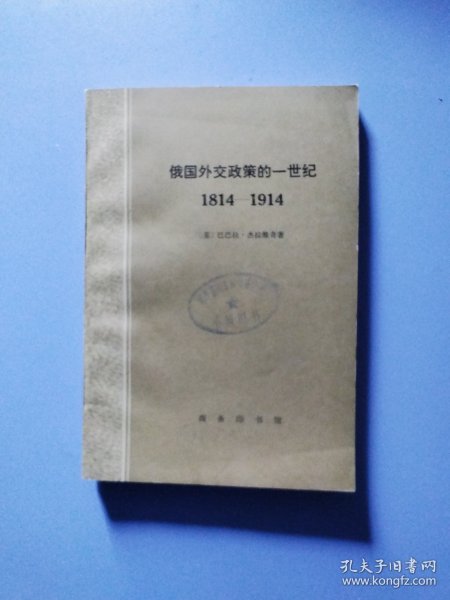 俄国外交政策的一世纪
1814—1914
〔美〕巴巴拉·杰拉维奇著
商务印书馆
孔夫子旧书网
www.kongfz.com